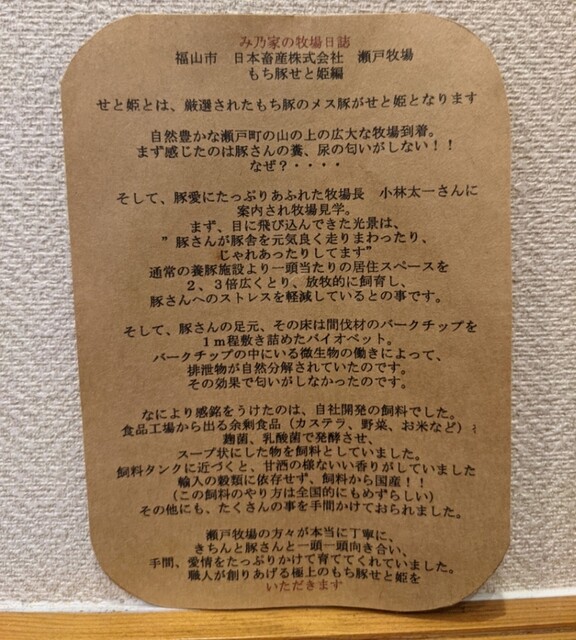 み乃家の牧場日誌
福山市　日本畜産株式会社　瀬戸牧場
もち豚せと姫編
せと姫とは、厳選されたもち豚のメス豚がせと姫となります
自然豊かな瀬戸町の山の上の広大な牧場到着。
まず感じたのは豚さんの糞、尿の匂いがしない！！
なぜ？・・・・
そして、豚愛にたっぷりあふれた牧場長　小林太一さんに
案内され牧場見学。
まず、目に飛び込んできた光景は、
”豚さんが豚舎を元気良く走りまわったり、
じゃれあったりしてます”
通常の養豚施設より一頭当たりの居住スペースを
２、３倍広くとり、放牧的に飼育し、
豚さんへのストレスを軽減しているとの事です。
そして、豚さんの足元、その床は間伐材のバークチップを
１ｍ程敷き詰めたバイオベット。
バークチップの中にいる微生物の働きによって、
排泄物が自然分解されていたのです。
その効果で匂いがしなかったのです。
なにより感銘をうけたのは、自社開発の飼料でした。
食品工場から出る余剰食品（カステラ、野菜、お米など）を
麹菌、乳酸菌で発酵させ、
スープ状にした物を飼料としていました。
飼料タンクに近づくと、甘酒の様ないい香りがしていました
輸入の穀類に依存せず、飼料から国産！！
（この飼料のやり方は全国的にもめずらしい）
その他にも、たくさんの事を手間かけておられました。
瀬戸牧場の方々が本当に丁寧に、
きちんと豚さんと一頭一頭向き合い、
手間、愛情をたっぷりかけて育ててくれていました。
職人が創りあげる極上のもち豚せと姫を
いただきます